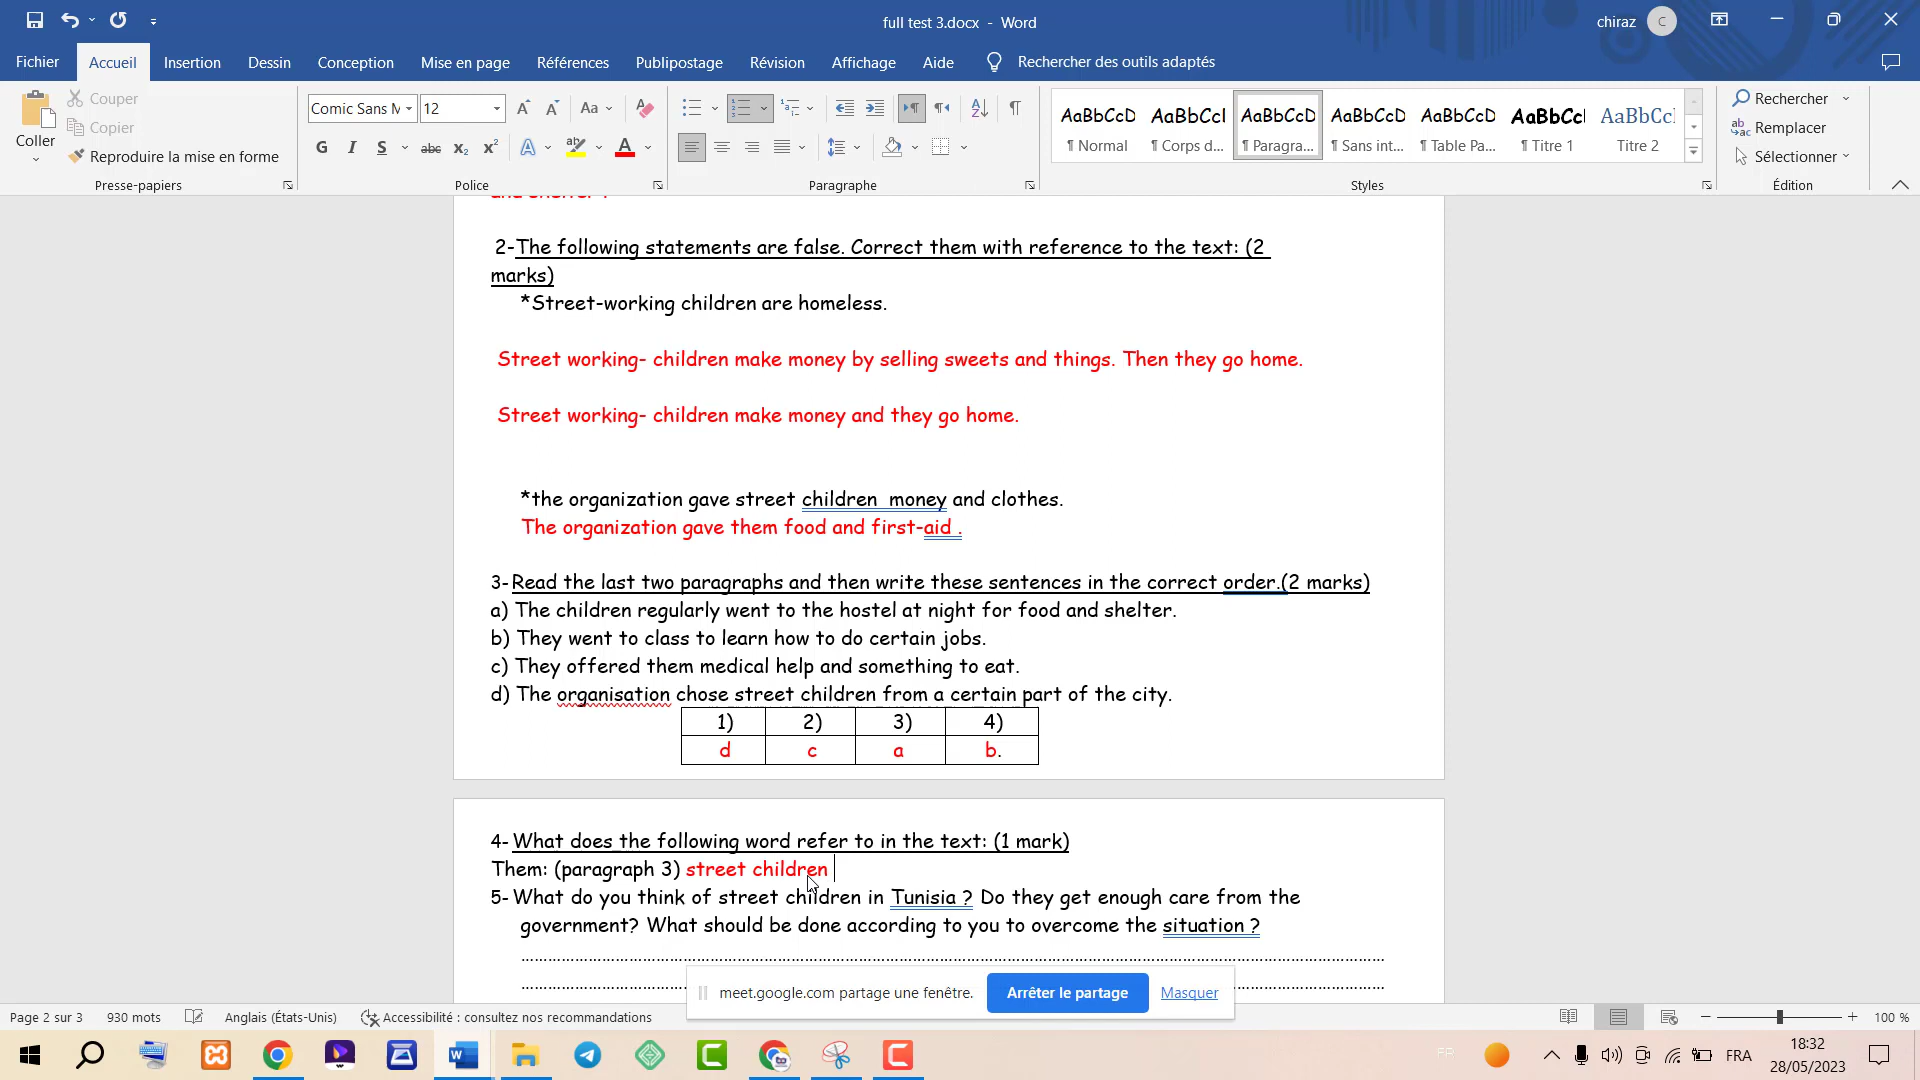 full test 3.docx - Word
chiraz
C
Fichier Accueil Insertion Dessin Conception Mise en page Références Publipostage Révision Affichage Aide Rechercher des outils adaptés
Coller
Couper
Copier
Reproduire la mise en forme
Presse-papiers
Comic Sans M 12
Police
Paragraphe
AaBbCcD AaBbCcI AaBbCcD AaBbCcD AaBbCcD AaBbCcI AaBbCcI
¶ Normal ¶ Corps d... ¶ Paragra... ¶ Sans int... ¶ Table Pa... ¶ Titre 1 Titre 2
Styles
Rechercher
Remplacer
Sélectionner
Édition
2-The following statements are false. Correct them with reference to the text: (2
marks)
*Street-working children are homeless.
Street working- children make money by selling sweets and things. Then they go home.
Street working- children make money and they go home.
*the organization gave street children  money and clothes.
The organization gave them food and first-aid .
3-Read the last two paragraphs and then write these sentences in the correct order.(2 marks)
a) The children regularly went to the hostel at night for food and shelter.
b) They went to class to learn how to do certain jobs.
c) They offered them medical help and something to eat.
d) The organisation chose street children from a certain part of the city.
1) 2) 3) 4)
d c a b.
4- What does the following word refer to in the text: (1 mark)
Them: (paragraph 3) street children
5- What do you think of street children in Tunisia ? Do they get enough care from the
government? What should be done according to you to overcome the situation ?
meet.google.com partage une fenêtre. Arrêter le partage Masquer
Page 2 sur 3 930 mots Anglais (États-Unis) Accessibilité : consultez nos recommandations 100 %
FRA
18:32
28/05/2023